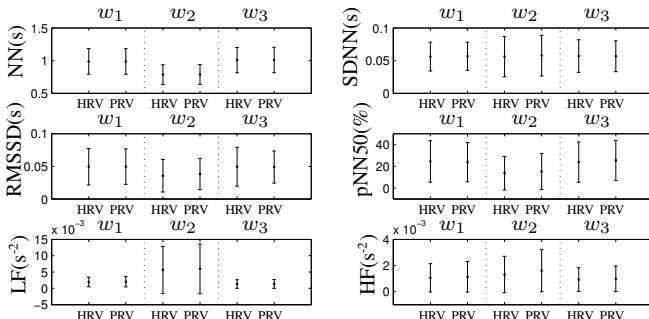 w1 w2 w3
NN(s)
1.5
1
0.5
HRV PRV HRV PRV HRV PRV
w1 w2 w3
SDNN(s)
0.1
0.05
0
HRV PRV HRV PRV HRV PRV
w1 w2 w3
RMSSD(s)
0.1
0.05
0
HRV PRV HRV PRV HRV PRV
w1 w2 w3
pNN50(%)
40
20
0
HRV PRV HRV PRV HRV PRV
x 10-3
w1 w2 w3
LF(s-2)
15
10
5
0
−5
HRV PRV HRV PRV HRV PRV
x 10-3
w1 w2 w3
HF(s-2)
4
2
0
HRV PRV HRV PRV HRV PRV